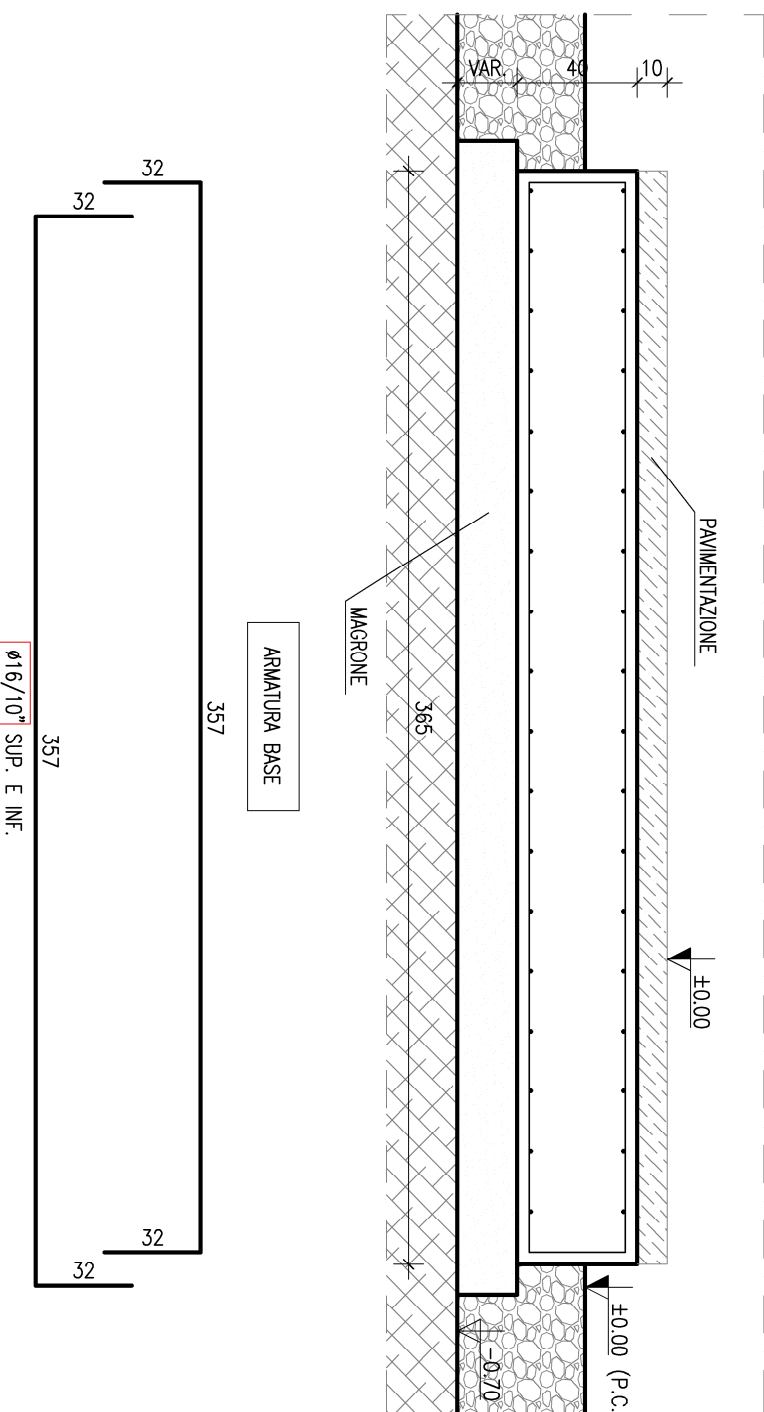 VAR.
40
10
PAVIMENTAZIONE
±0.00
±0.00 (P.C.
-0.70
MAGRONE
365
ARMATURA BASE
32
357
32
32
357
32
ø16/10" SUP. E INF.